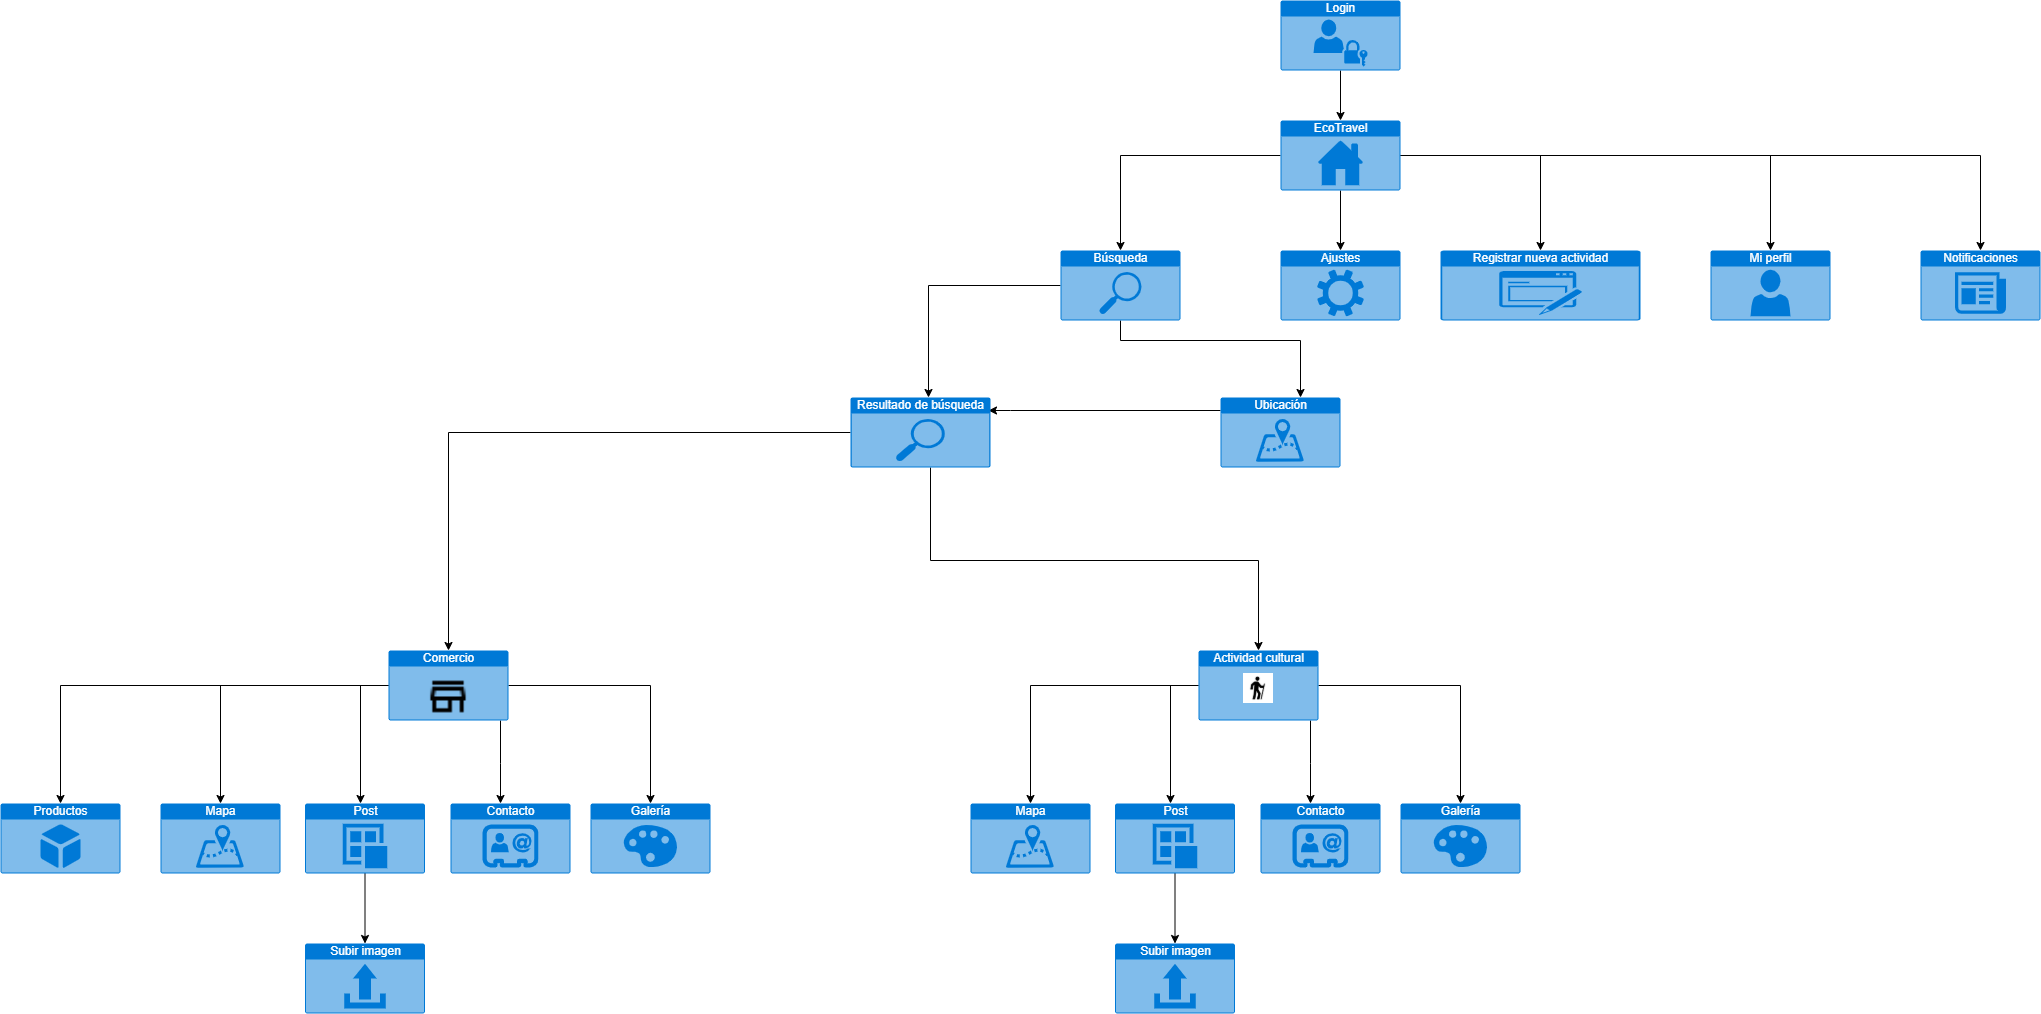 Login
EcoTravel
Búsqueda
Ajustes
Registrar nueva actividad
Mi perfil
Notificaciones
Resultado de búsqueda
Ubicación
Comercio
Actividad cultural
Productos
Mapa
Post
Contacto
Galería
Mapa
Post
Contacto
Galería
Subir imagen
Subir imagen